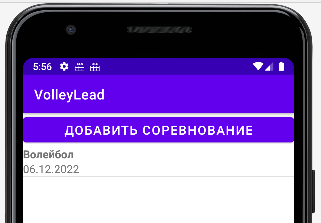 5:56
VolleyLead
ДОБАВИТЬ СОРЕВНОВАНИЕ
Волейбол
06.12.2022